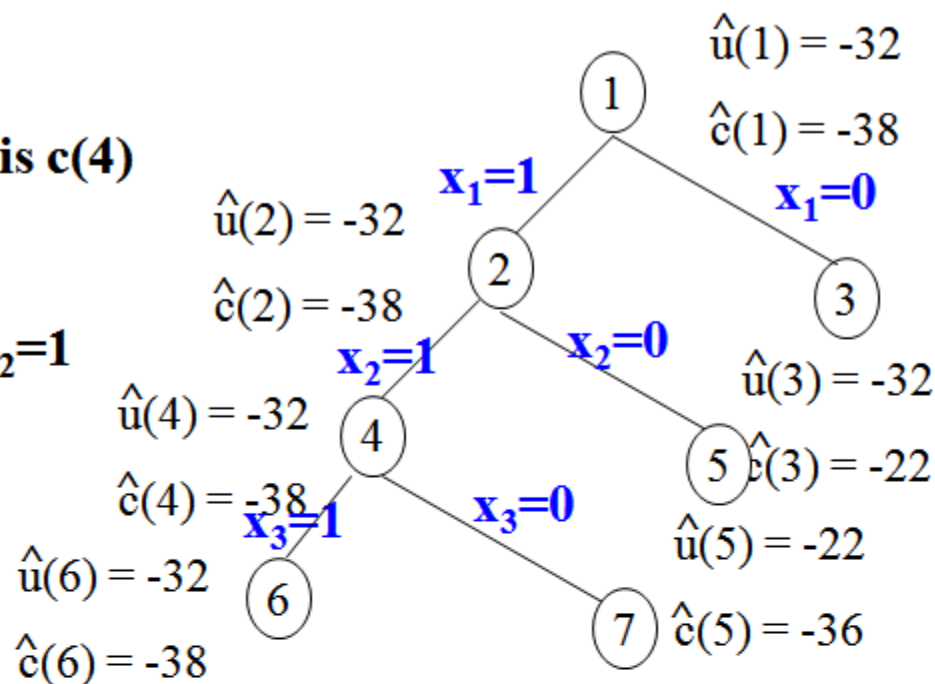 û(1) = -32
1
ĉ(1) = -38
is c(4)
x₁=1
x₁=0
û(2) = -32
2
ĉ(2) = -38
3
₂=1
x₂=1
x₂=0
û(3) = -32
û(4) = -32
4
5
ĉ(3) = -22
ĉ(4) = -38
x₃=1
x₃=0
û(5) = -22
û(6) = -32
6
7
ĉ(5) = -36
ĉ(6) = -38